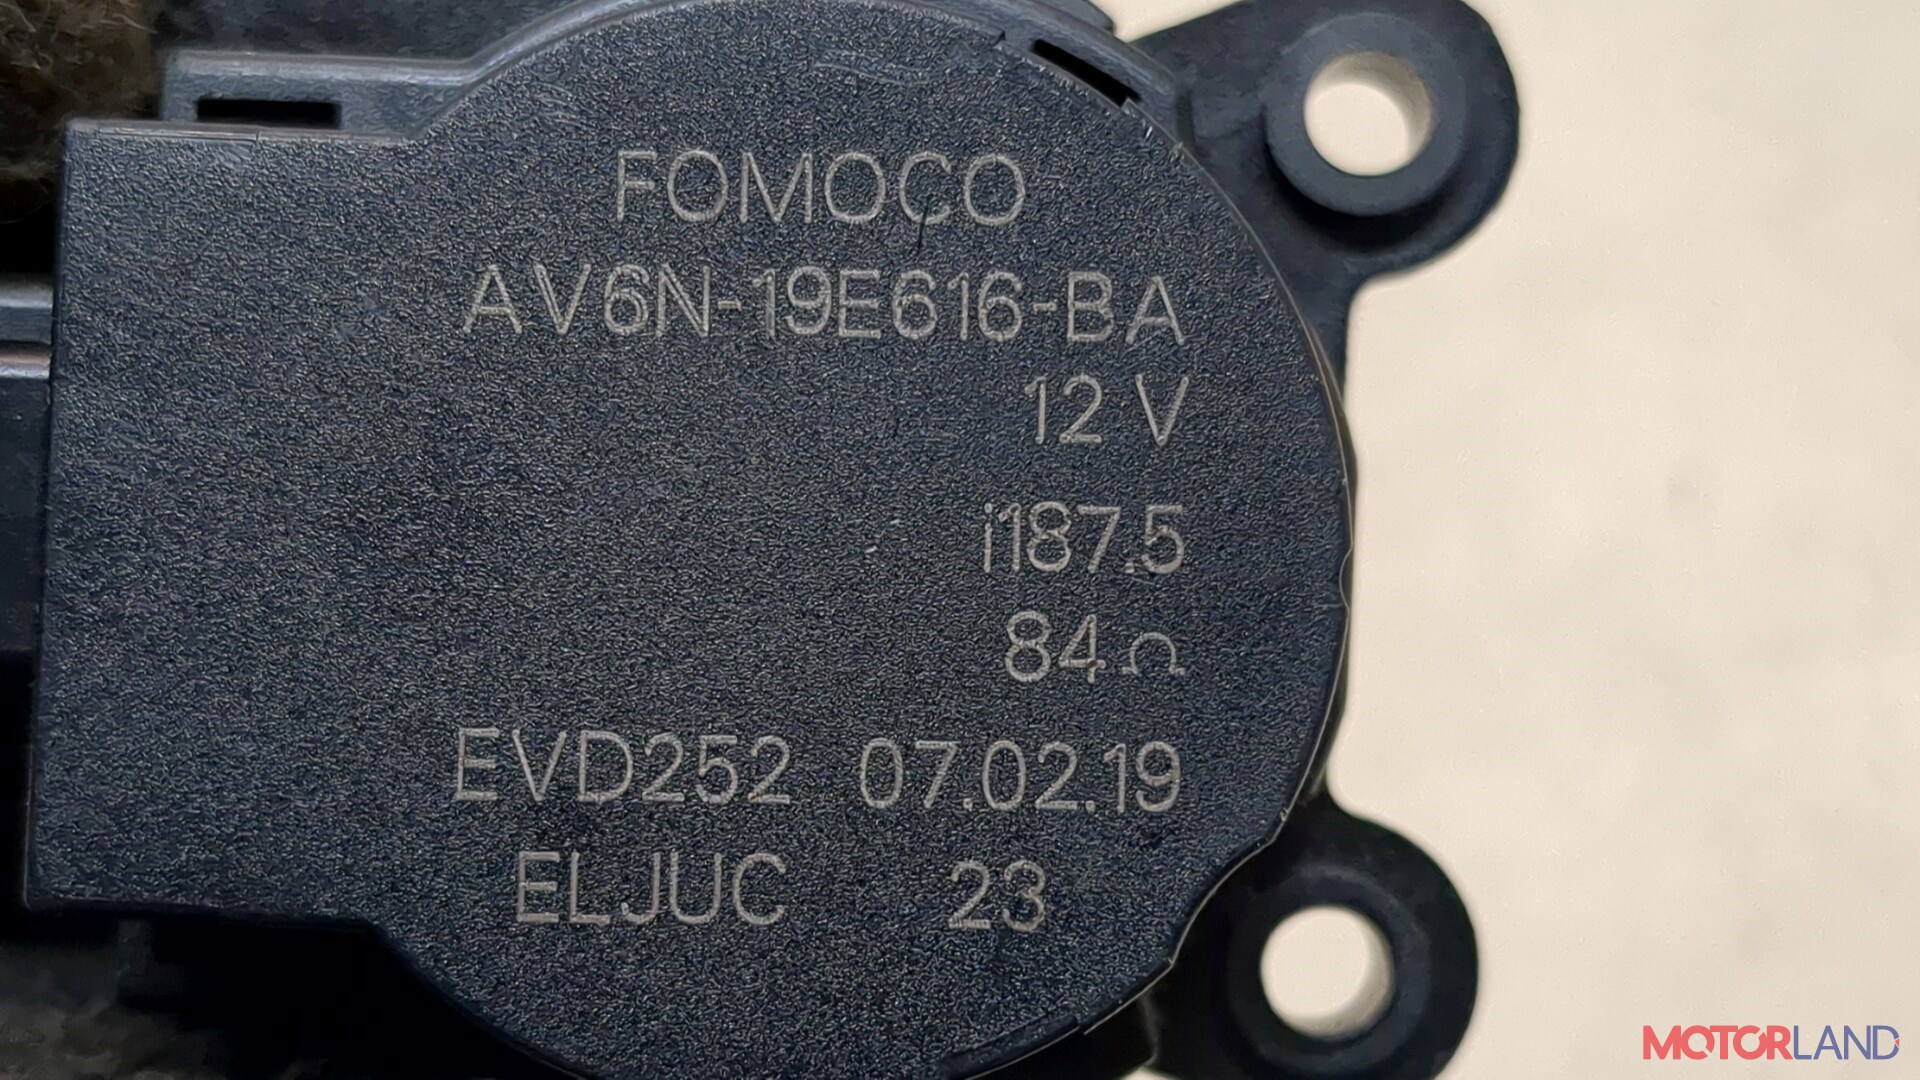 FOMOCO
AV6N-19E616-BA
12 V
i187.5
84Ω
EVD252 07.02.19
ELJUC 23
MOTORLAND